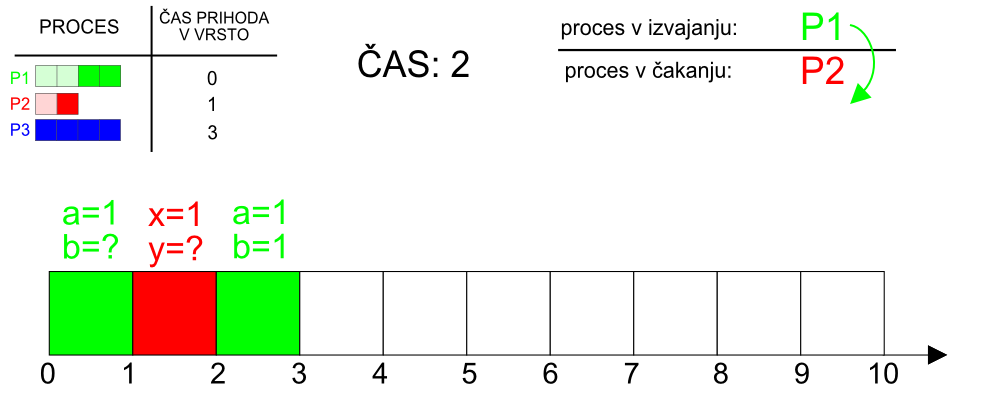 PROCES
ČAS PRIHODA
V VRSTO
P1 0
P2 1
P3 3
ČAS: 2
proces v izvajanju: P1
proces v čakanju: P2
a=1 x=1 a=1
b=? y=? b=1
0 1 2 3 4 5 6 7 8 9 10